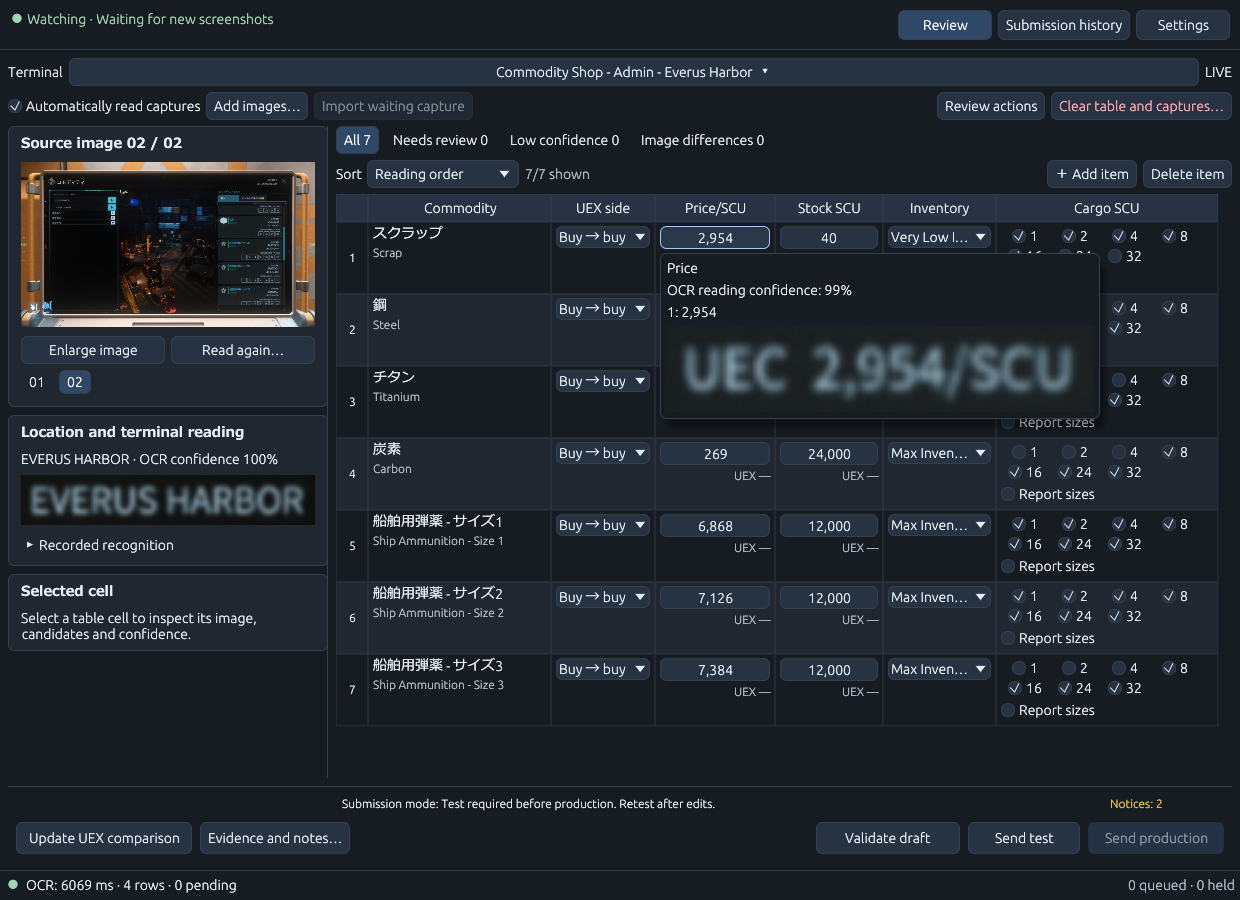 Watching · Waiting for new screenshots
Review
Submission history
Settings
Terminal
Commodity Shop - Admin - Everus Harbor
LIVE
Automatically read captures
Add images…
Import waiting capture
Review actions
Clear table and captures…
Source image 02 / 02
Enlarge image
Read again…
01
02
Location and terminal reading
EVERUS HARBOR · OCR confidence 100%
EVERUS HARBOR
Recorded recognition
Selected cell
Select a table cell to inspect its image,
candidates and confidence.
All 7
Needs review 0
Low confidence 0
Image differences 0
Sort
Reading order
7/7 shown
+ Add item
Delete item
Commodity
UEX side
Price/SCU
Stock SCU
Inventory
Cargo SCU
1
スクラップ
Scrap
Buy → buy
2,954
40
Very Low I…
1 2 4 8
32
Price
OCR reading confidence: 99%
1: 2,954
UEC 2,954/SCU
2
鋼
Steel
Buy → buy
4 8
32
3
チタン
Titanium
Buy → buy
4 8
32
Report sizes
4
炭素
Carbon
Buy → buy
269
UEX —
24,000
UEX —
Max Inven…
1 2 4 8
16 24 32
Report sizes
5
船舶用弾薬 - サイズ1
Ship Ammunition - Size 1
Buy → buy
6,868
UEX —
12,000
UEX —
Max Inven…
1 2 4 8
16 24 32
Report sizes
6
船舶用弾薬 - サイズ2
Ship Ammunition - Size 2
Buy → buy
7,126
UEX —
12,000
UEX —
Max Inven…
1 2 4 8
16 24 32
Report sizes
7
船舶用弾薬 - サイズ3
Ship Ammunition - Size 3
Buy → buy
7,384
UEX —
12,000
UEX —
Max Inven…
1 2 4 8
16 24 32
Report sizes
Submission mode: Test required before production. Retest after edits.
Notices: 2
Update UEX comparison
Evidence and notes…
Validate draft
Send test
Send production
OCR: 6069 ms · 4 rows · 0 pending
0 queued · 0 held